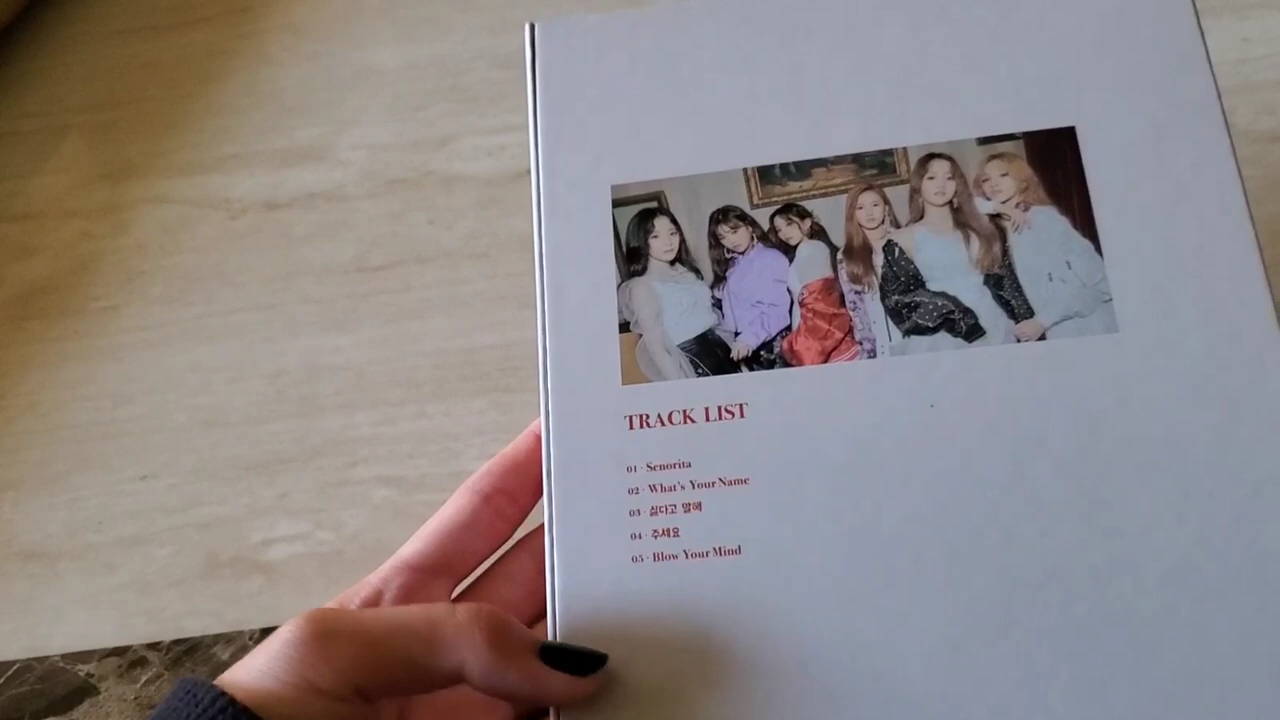 TRACK LIST
01 · Senorita
02 · What's Your Name
03 · 싫다고 말해
04 · 주세요
05 · Blow Your Mind